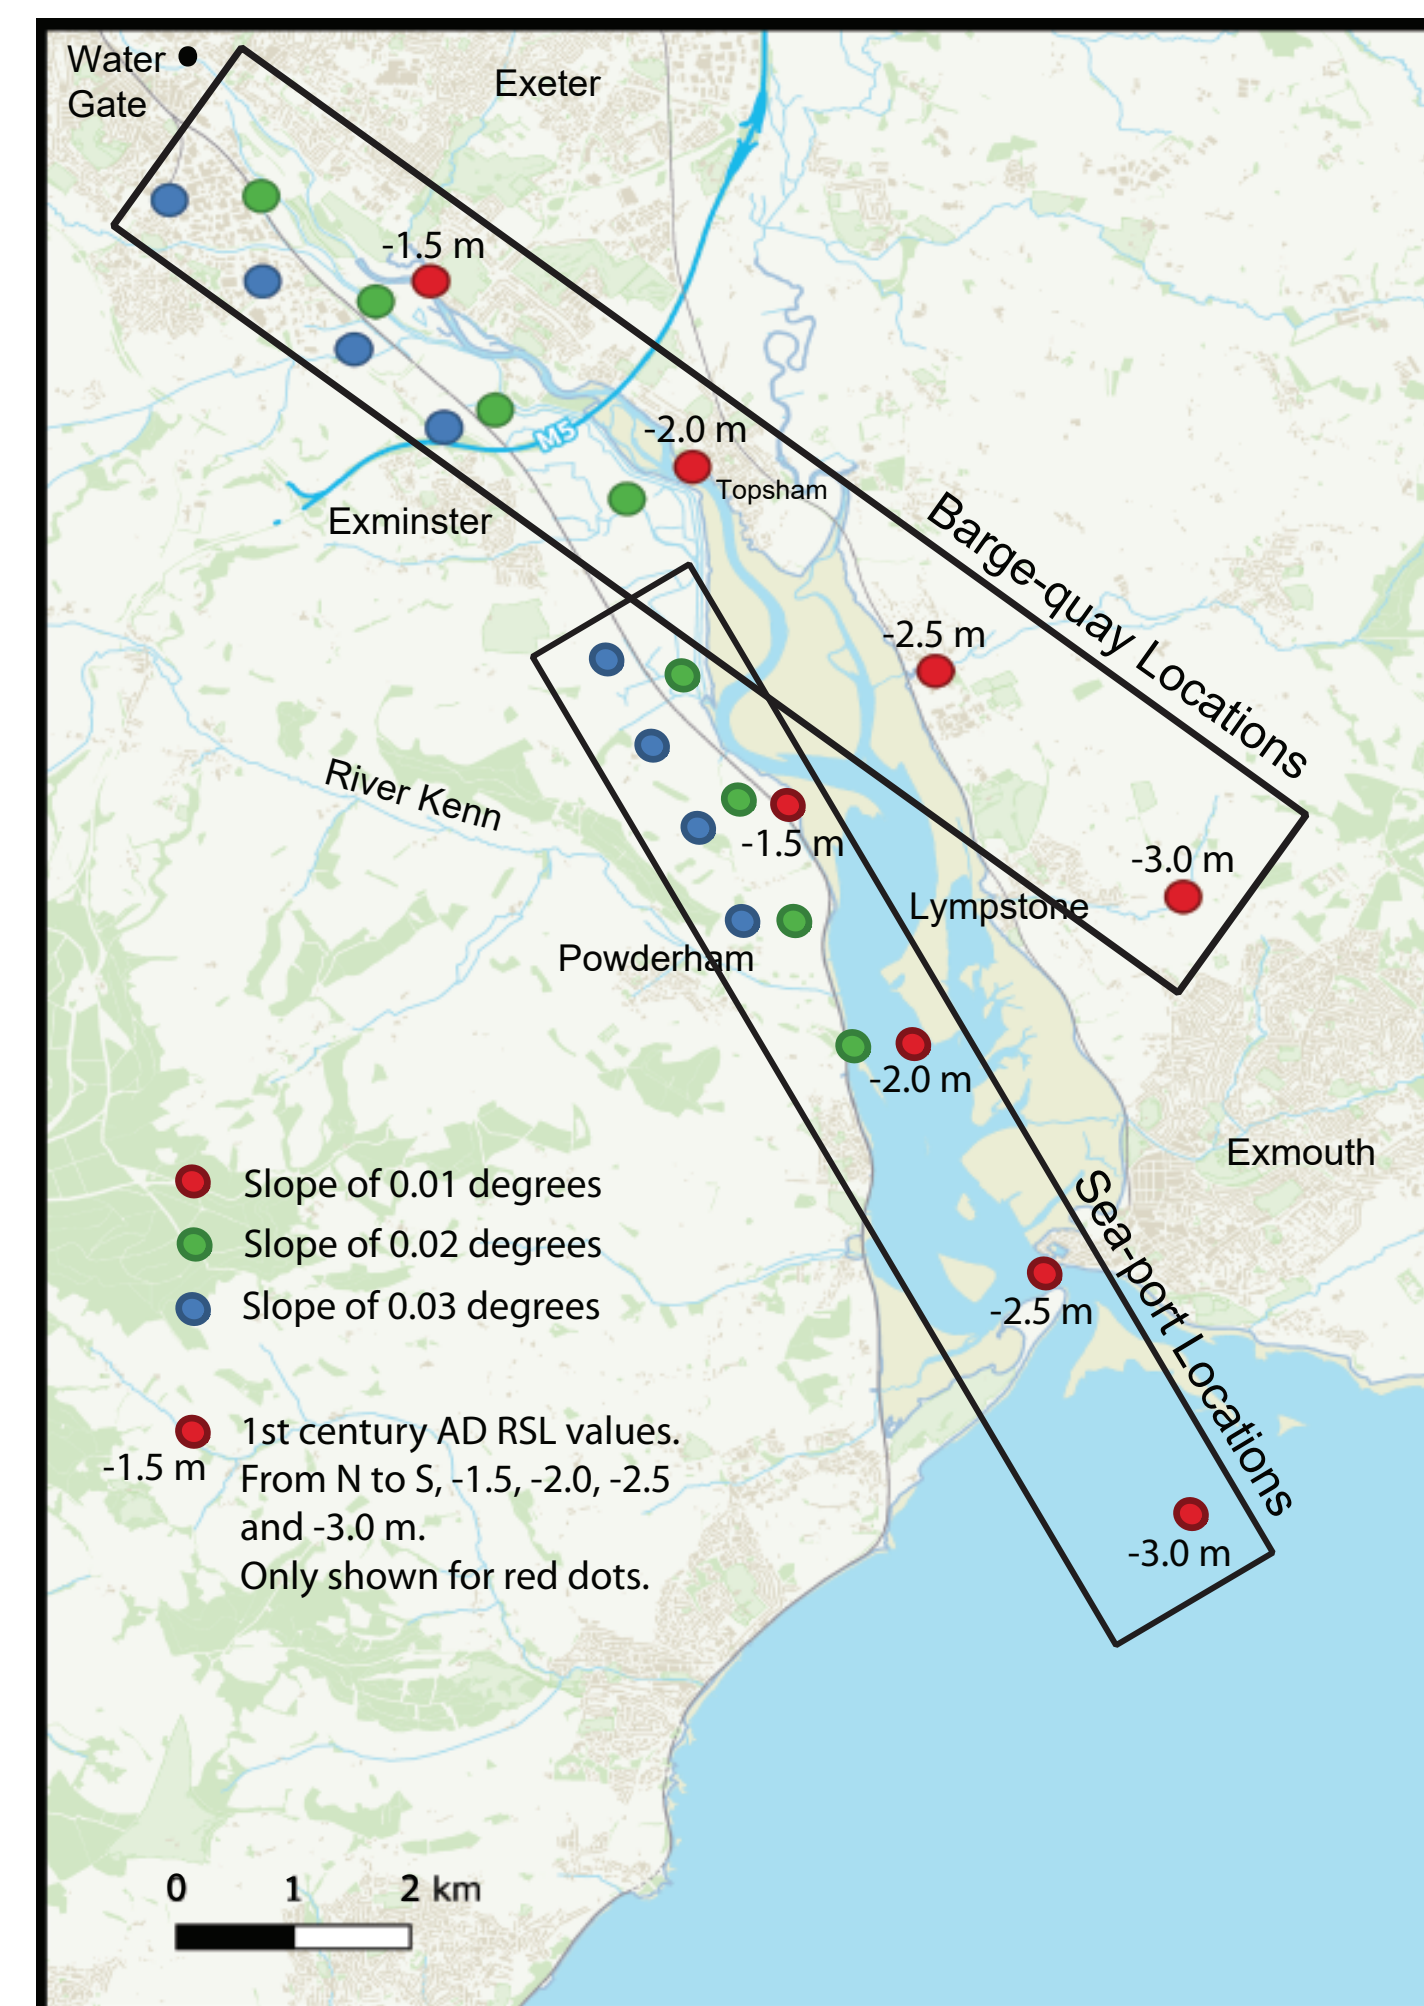 Water
Gate
Exeter
-1.5 m
M5
-2.0 m
Topsham
Exminster
Barge-quay Locations
-2.5 m
River Kenn
-1.5 m
-3.0 m
Lympstone
Powderham
-2.0 m
Exmouth
Sea-port Locations
Slope of 0.01 degrees
Slope of 0.02 degrees
Slope of 0.03 degrees
-2.5 m
1st century AD RSL values.
-1.5 m
From N to S, -1.5, -2.0, -2.5
and -3.0 m.
Only shown for red dots.
-3.0 m
0 1 2 km